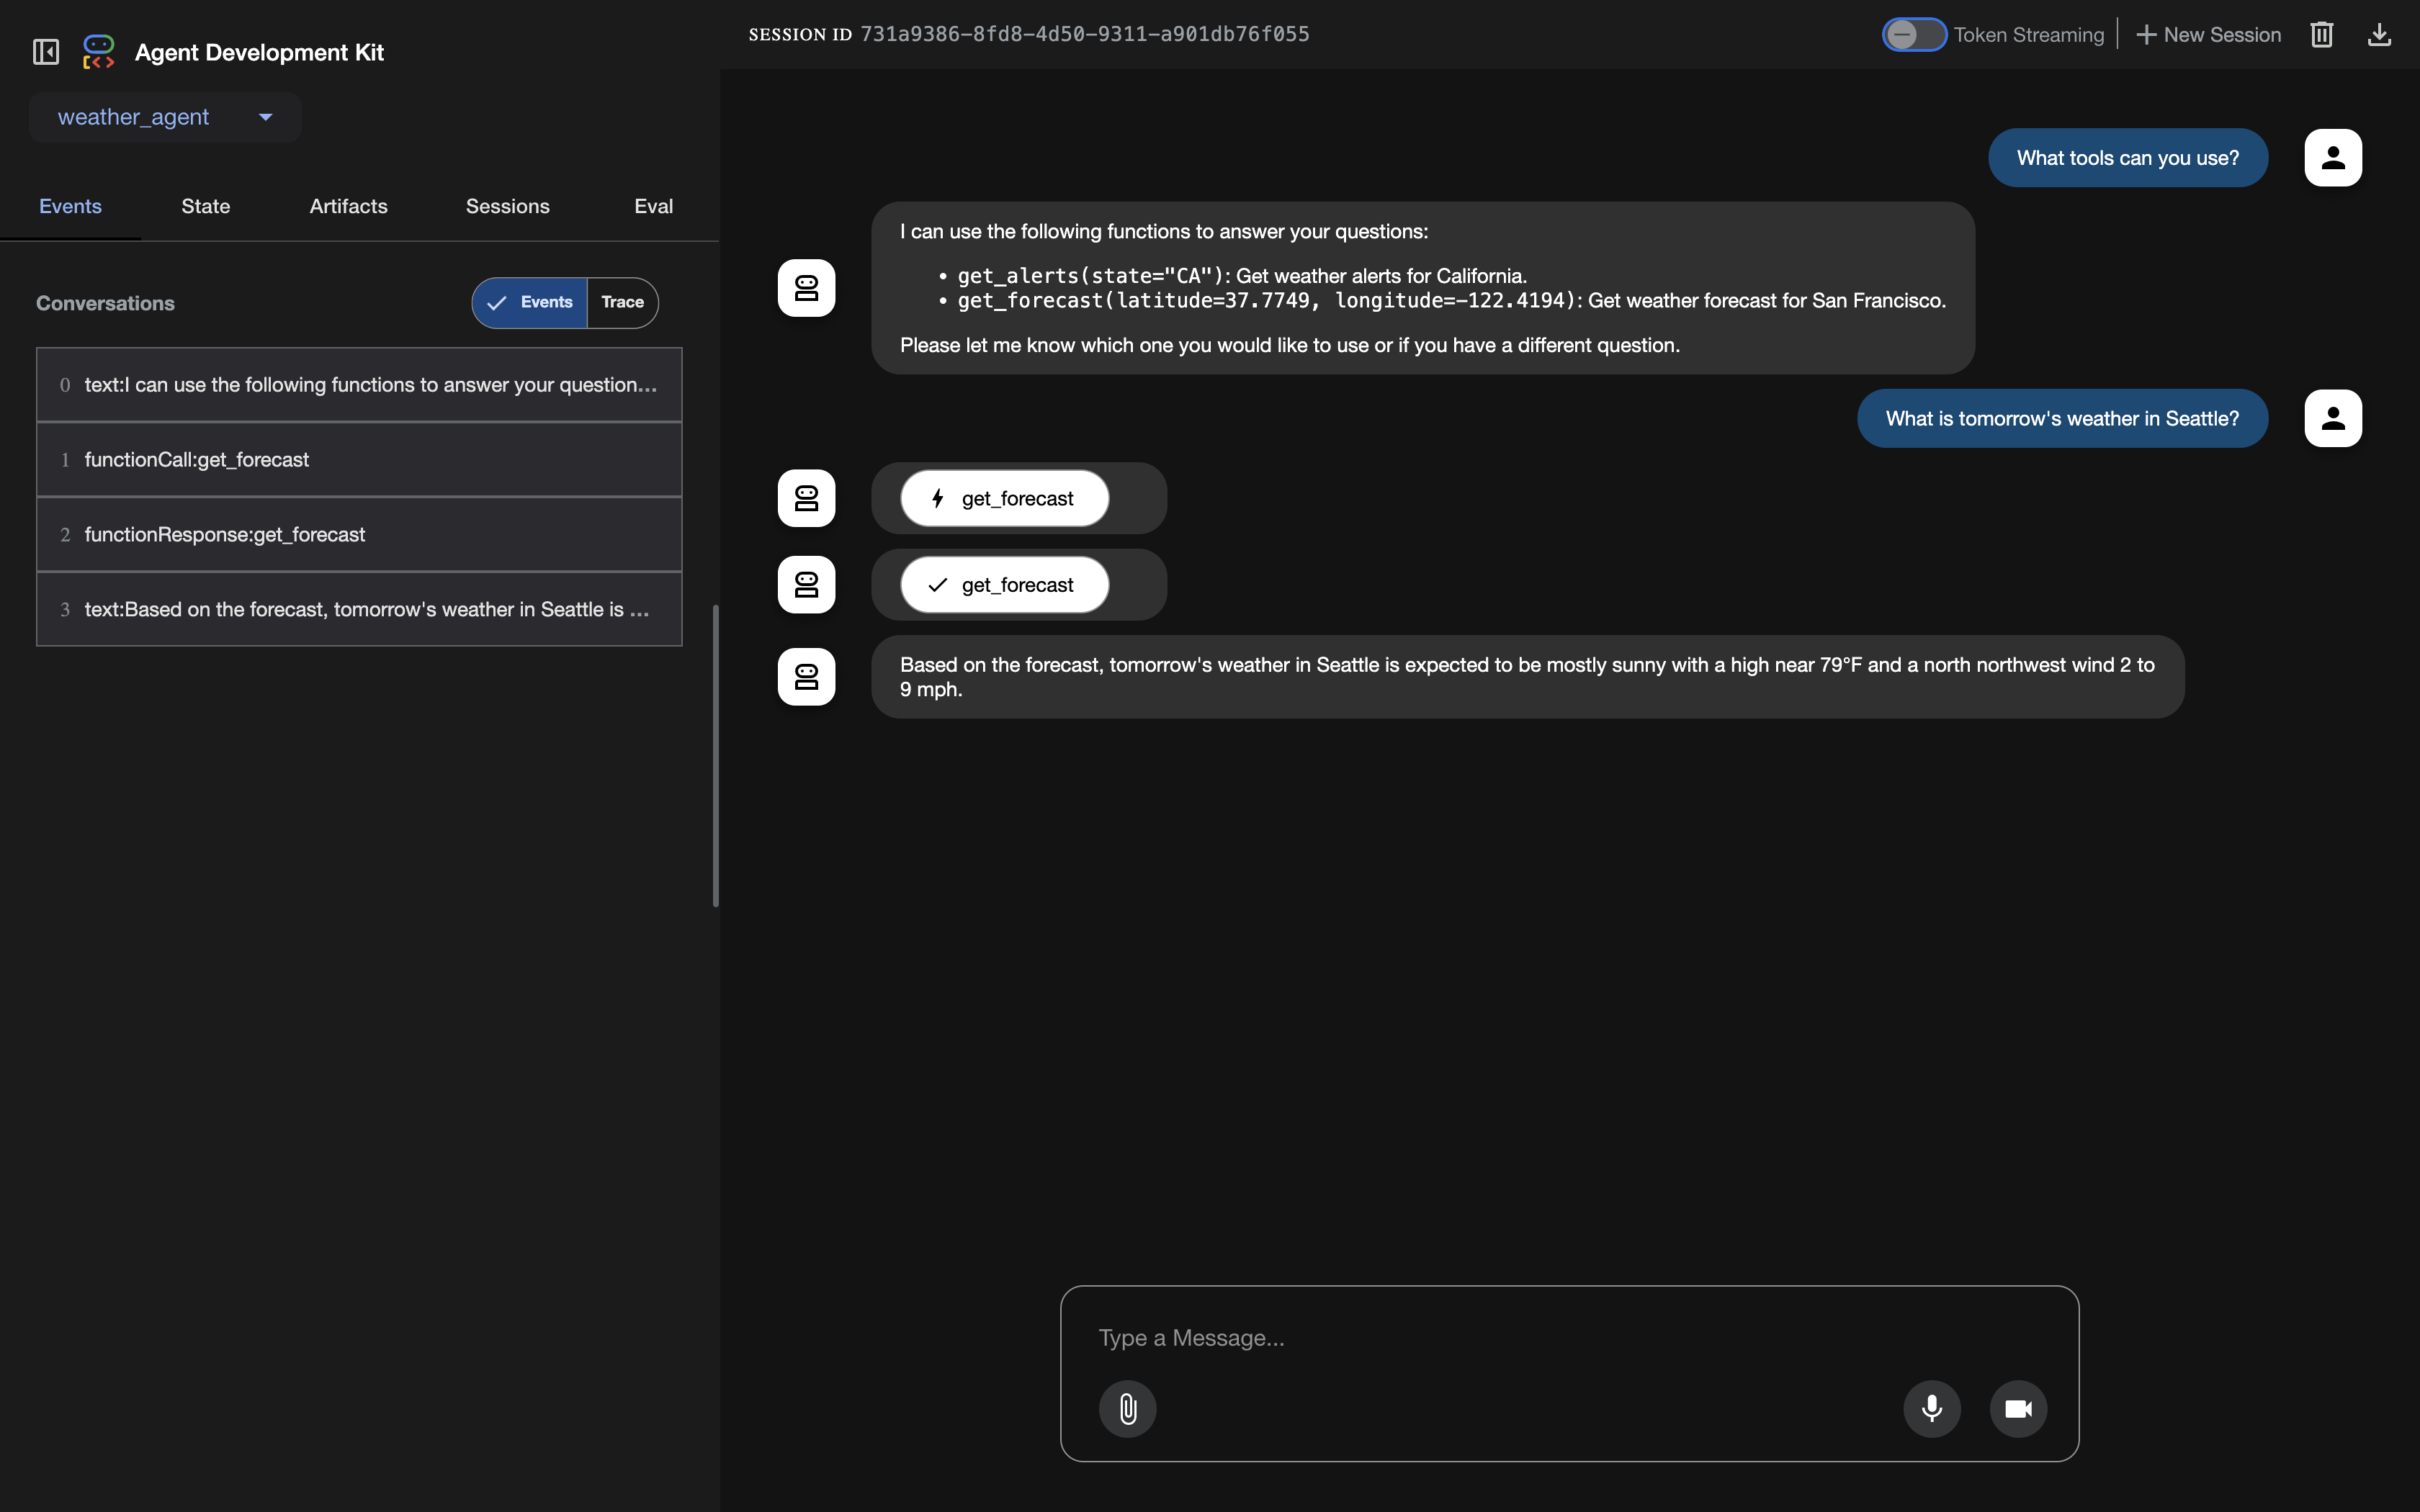 Agent Development Kit
weather_agent
Events State Artifacts Sessions Eval
Conversations
Events Trace
0 text:I can use the following functions to answer your question...
1 functionCall:get_forecast
2 functionResponse:get_forecast
3 text:Based on the forecast, tomorrow's weather in Seattle is ...
SESSION ID 731a9386-8fd8-4d50-9311-a901db76f055
Token Streaming
New Session
What tools can you use?
I can use the following functions to answer your questions:
• get_alerts(state="CA"): Get weather alerts for California.
• get_forecast(latitude=37.7749, longitude=-122.4194): Get weather forecast for San Francisco.
Please let me know which one you would like to use or if you have a different question.
What is tomorrow's weather in Seattle?
get_forecast
get_forecast
Based on the forecast, tomorrow's weather in Seattle is expected to be mostly sunny with a high near 79°F and a north northwest wind 2 to
9 mph.
Type a Message...